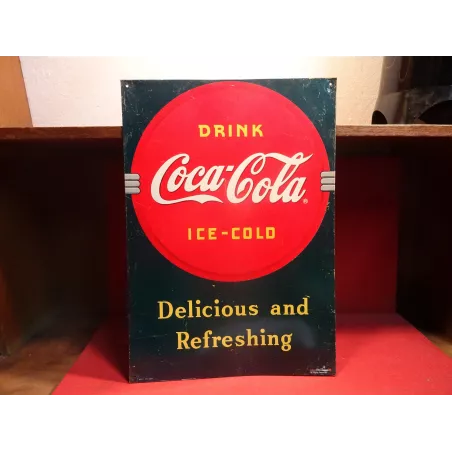 DRINK
Coca-Cola®
ICE-COLD
Delicious and
Refreshing